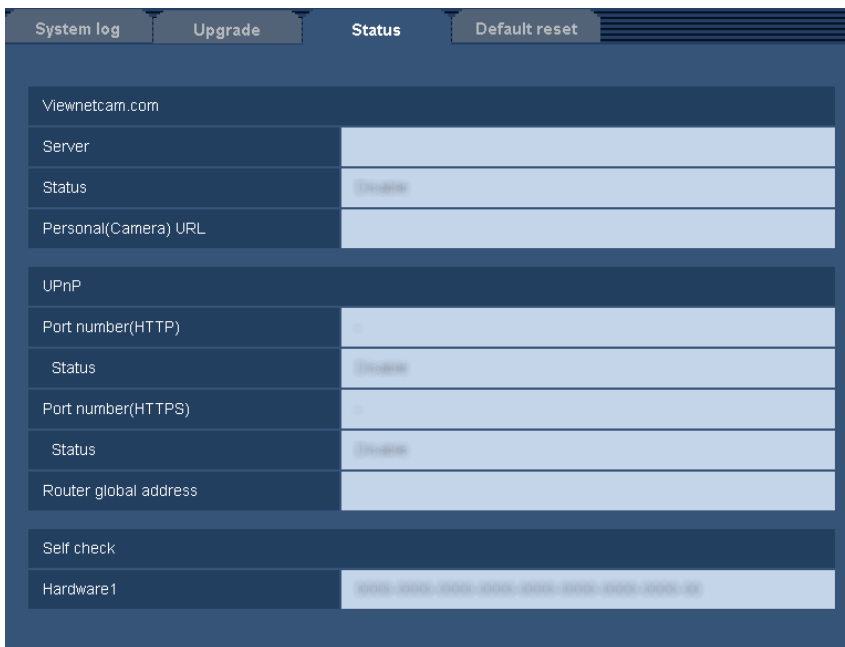 System log Upgrade Status Default reset
Viewnetcam.com
Server
Status
Personal(Camera) URL
UPnP
Port number(HTTP)
Status
Port number(HTTPS)
Status
Router global address
Self check
Hardware1